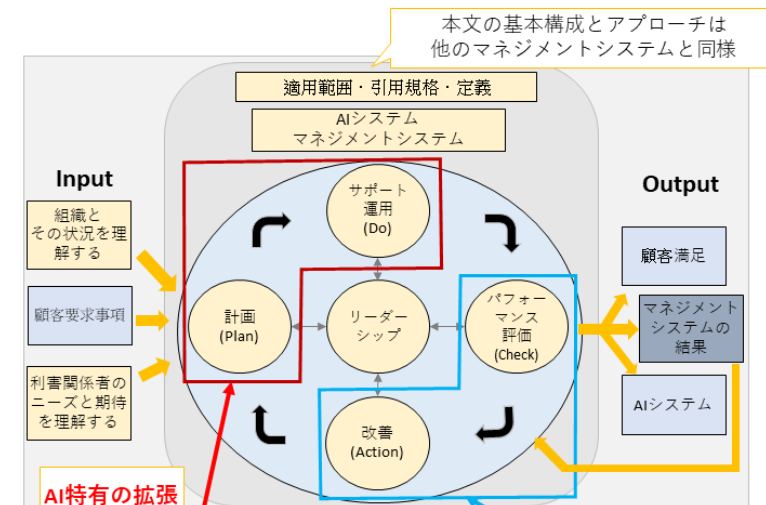 本文の基本構成とアプローチは
他のマネジメントシステムと同様
適用範囲・引用規格・定義
AIシステム
マネジメントシステム
Input
組織と
その状況を理
解する
顧客要求事項
利害関係者の
ニーズと期待
を理解する
サポート
運用
(Do)
計画
(Plan)
リーダー
シップ
パフォー
マンス
評価
(Check)
改善
(Action)
Output
顧客満足
マネジメント
システムの
結果
AIシステム
AI特有の拡張